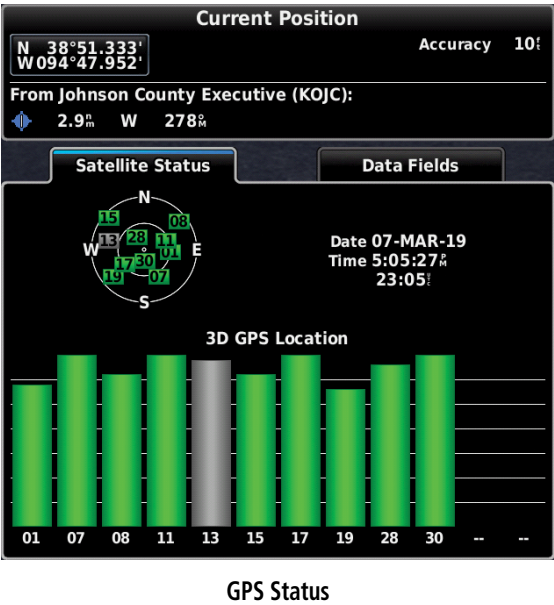 Current Position
N 38°51.333'
W 094°47.952'
Accuracy 10ft
From Johnson County Executive (KOJC):
2.9nm W 278°M
Satellite Status
Data Fields
N
15
08
13
28
11
W
01
E
17
30
19
07
S
Date 07-MAR-19
Time 5:05:27PM
23:05UTC
3D GPS Location
01 07 08 11 13 15 17 19 28 30 -- --
GPS Status